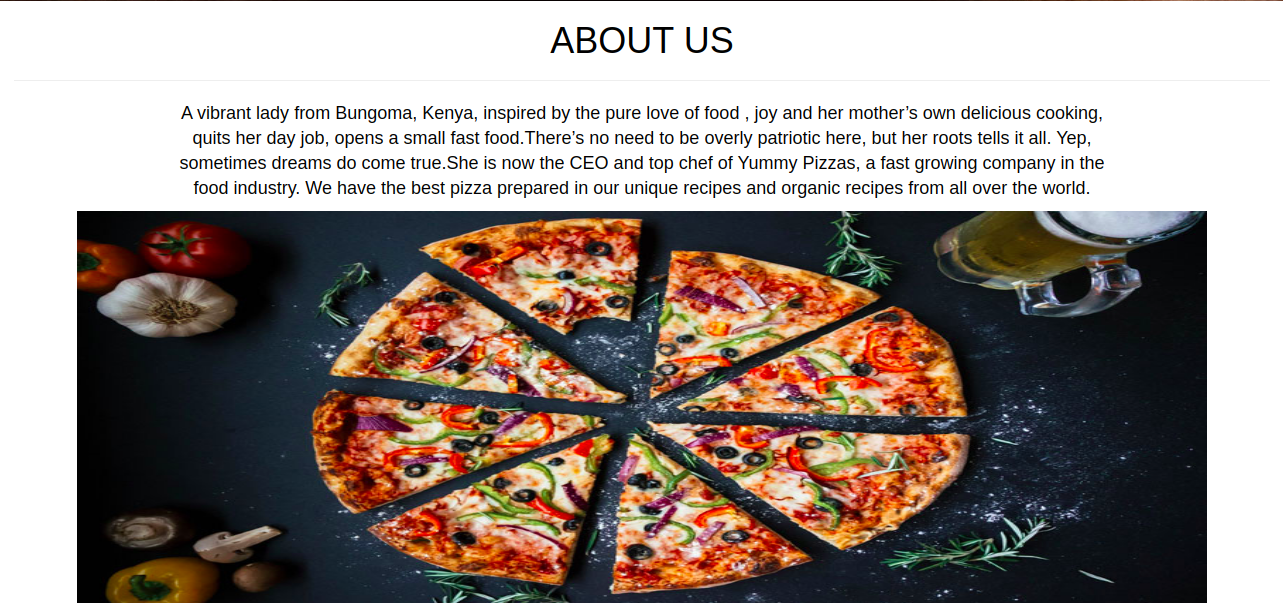 ABOUT US
A vibrant lady from Bungoma, Kenya, inspired by the pure love of food , joy and her mother’s own delicious cooking,
quits her day job, opens a small fast food.There’s no need to be overly patriotic here, but her roots tells it all. Yep,
sometimes dreams do come true.She is now the CEO and top chef of Yummy Pizzas, a fast growing company in the
food industry. We have the best pizza prepared in our unique recipes and organic recipes from all over the world.